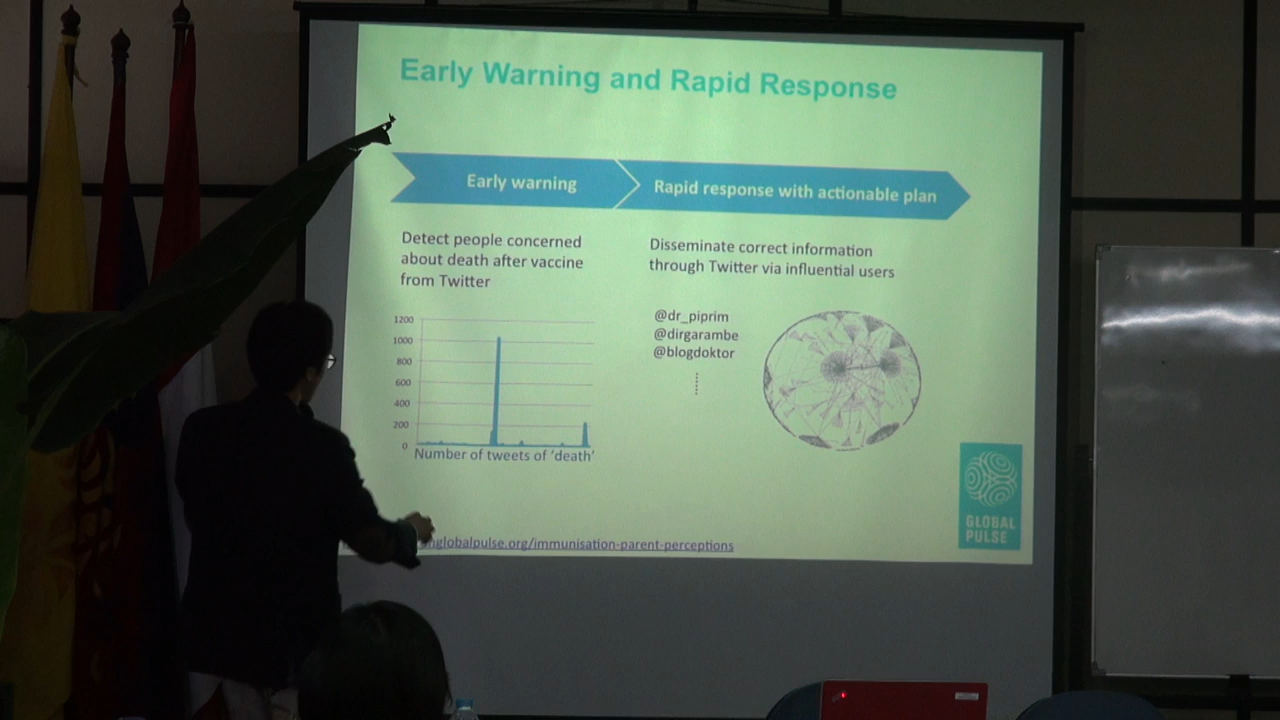 Early Warning and Rapid Response
Early warning
Rapid response with actionable plan
Detect people concerned
about death after vaccine
from Twitter
Disseminate correct information
through Twitter via influential users
@dr_piprim
@dirgarambe
@blogdoktor
1200
1000
800
600
400
200
0
Number of tweets of 'death'
nglobalpulse.org/immunisation-parent-perceptions
GLOBAL
PULSE